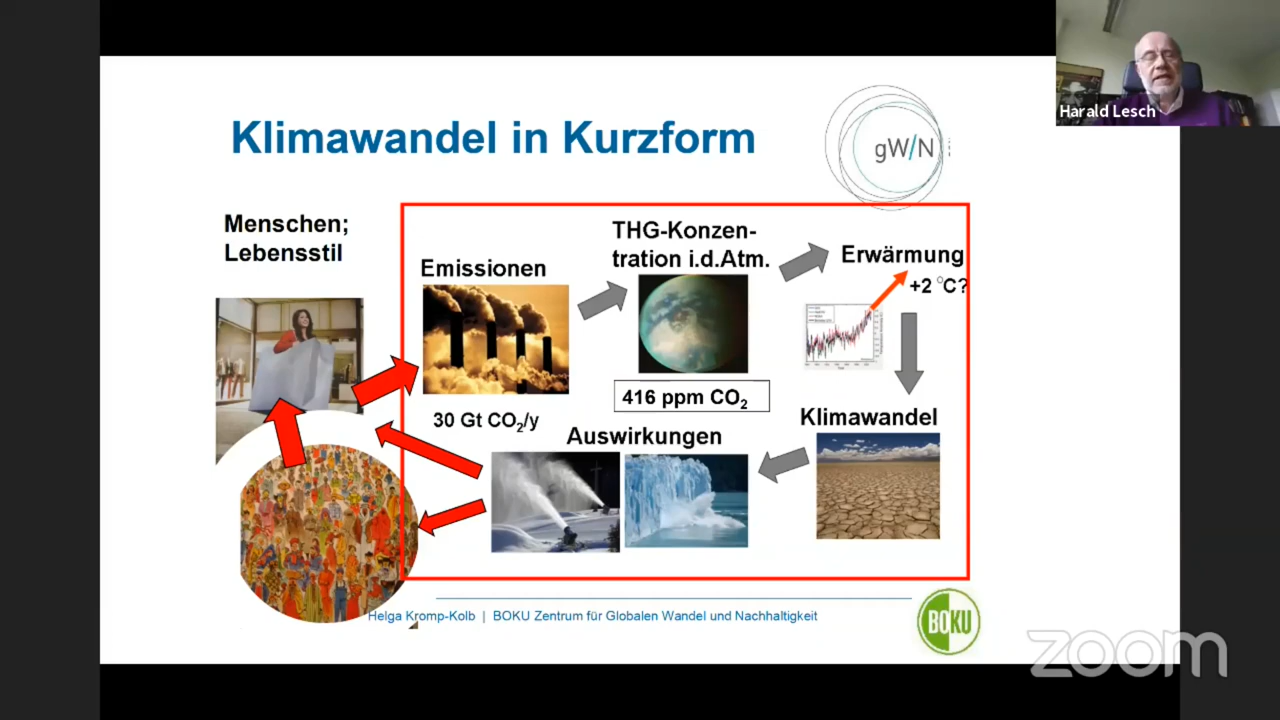 Harald Lesch
Klimawandel in Kurzform
gW/N
Menschen;
Lebensstil
Emissionen
THG-Konzen-
tration i.d.Atm.
Erwärmung
+2 °C?
416 ppm CO₂
30 Gt CO₂/y
Klimawandel
Auswirkungen
Helga Kromp-Kolb | BOKU Zentrum für Globalen Wandel und Nachhaltigkeit
BOKU
zoom